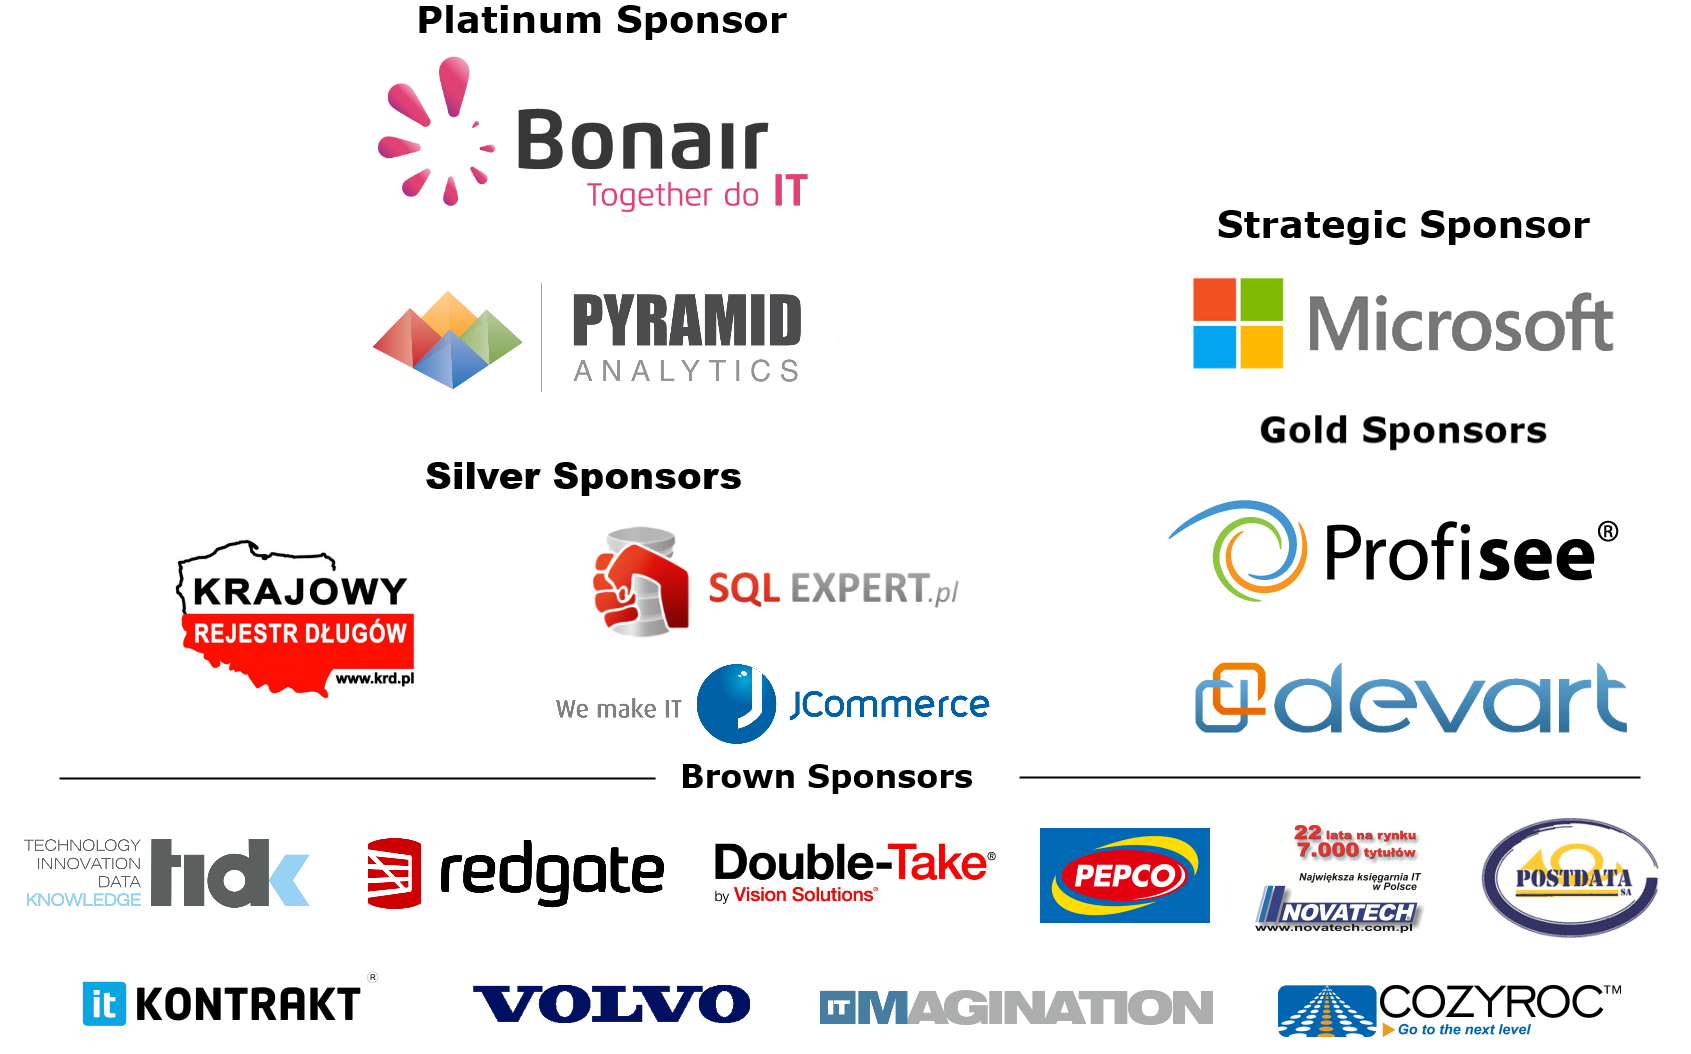 Platinum Sponsor
Bonair
Together do IT
PYRAMID
ANALYTICS
Strategic Sponsor
Microsoft
Gold Sponsors
Profisee®
devart
Silver Sponsors
KRAJOWY
REJESTR DŁUGÓW
www.krd.pl
SQL EXPERT.pl
We make IT
JCommerce
Brown Sponsors
TECHNOLOGY
INNOVATION
DATA
KNOWLEDGE
tidk
redgate
Double-Take®
by Vision Solutions®
PEPCO
22 lata na rynku
7.000 tytułów
Największa księgarnia IT
w Polsce
NOVATECH
www.novatech.com.pl
POSTDATA
SA
it KONTRAKT®
VOLVO
ITMAGINATION
COZYROC™
Go to the next level